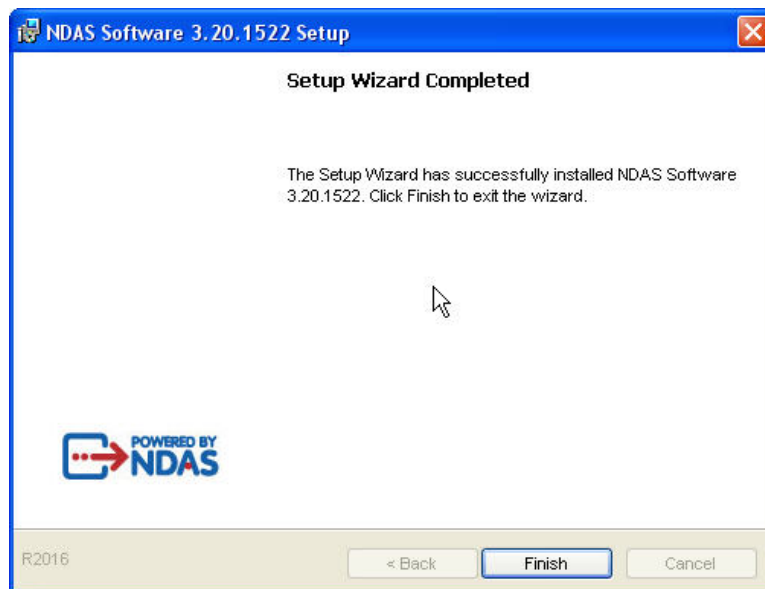 NDAS Software 3.20.1522 Setup
Setup Wizard Completed
The Setup Wizard has successfully installed NDAS Software
3.20.1522. Click Finish to exit the wizard.
POWERED BY
NDAS
R2016
< Back
Finish
Cancel